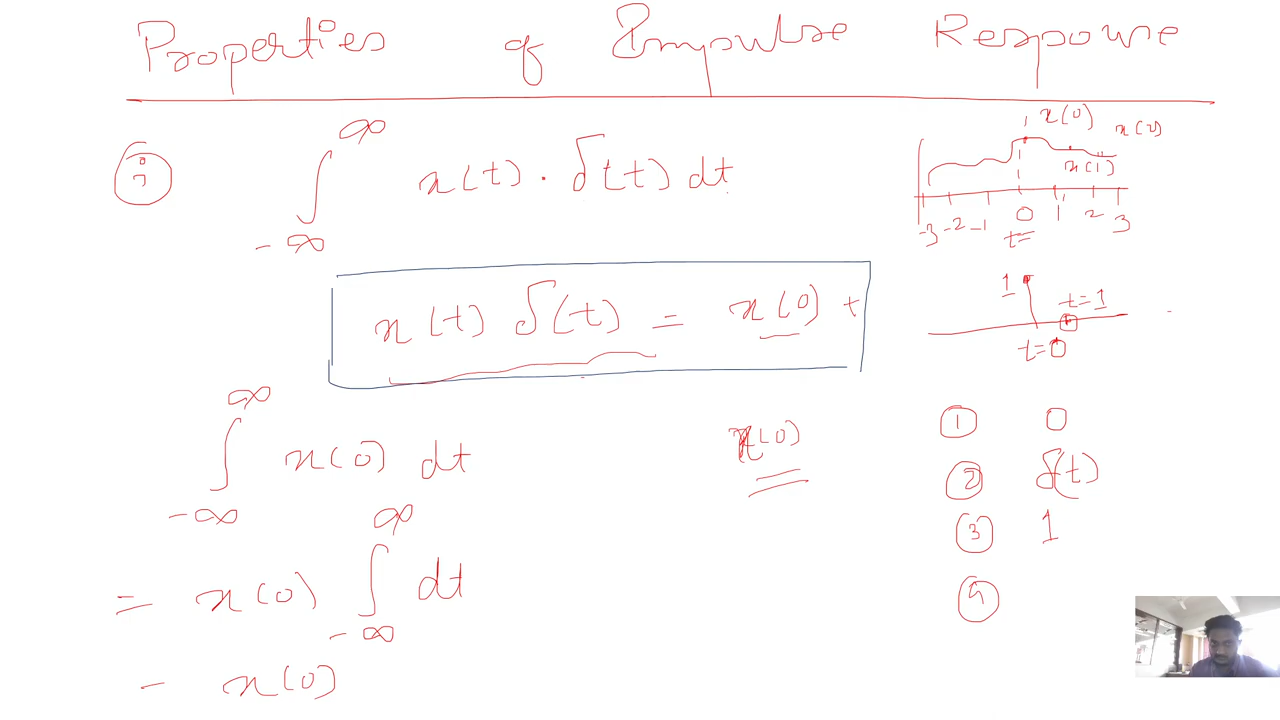 Properties of Impulse Response
i
∫_{-∞}^{∞} x(t) . δ(t) dt
x(0)
x(1)
-3 -2 -1 0 1 2 3
t=
x(t) δ(t) = x(0)
1
t=1
t=0
∫_{-∞}^{∞} x(0) dt
x(0)
① 0
② δ(t)
③ 1
= x(0) ∫_{-∞}^{∞} dt
- x(0)